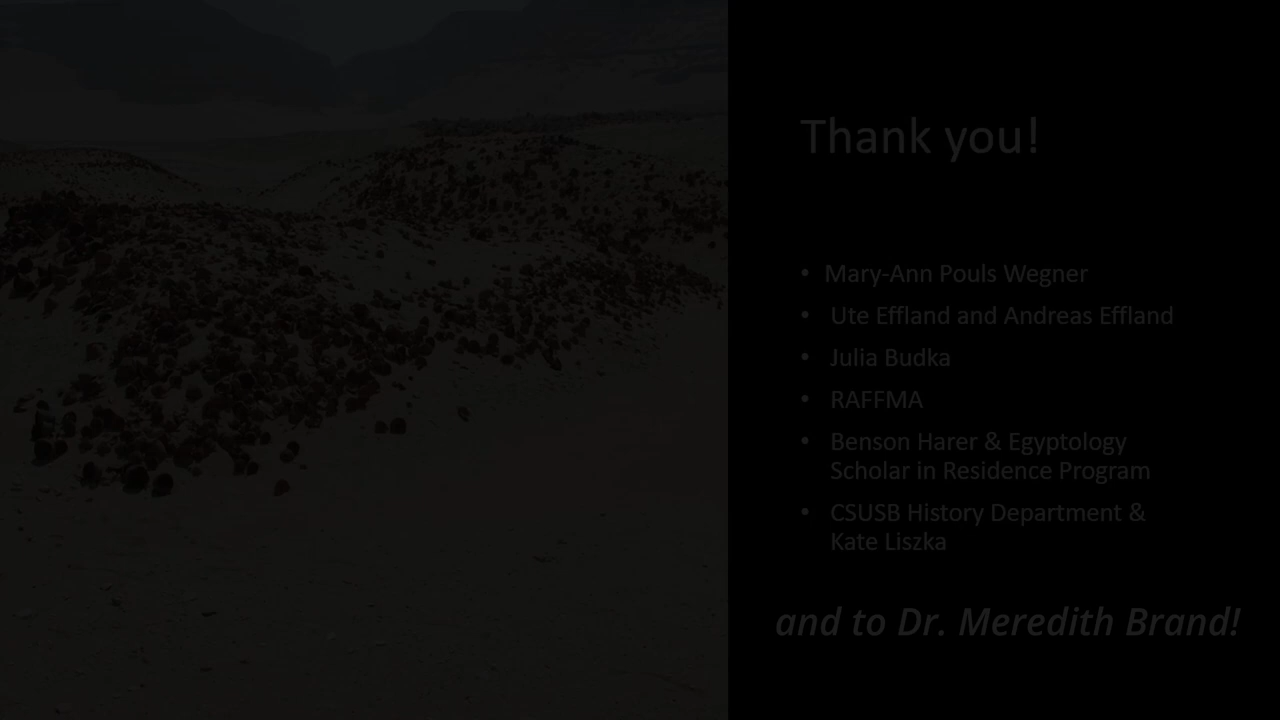 Thank you!
• Mary-Ann Pouls Wegner
• Ute Effland and Andreas Effland
• Julia Budka
• RAFFMA
• Benson Harer & Egyptology
Scholar in Residence Program
• CSUSB History Department &
Kate Liszka
and to Dr. Meredith Brand!